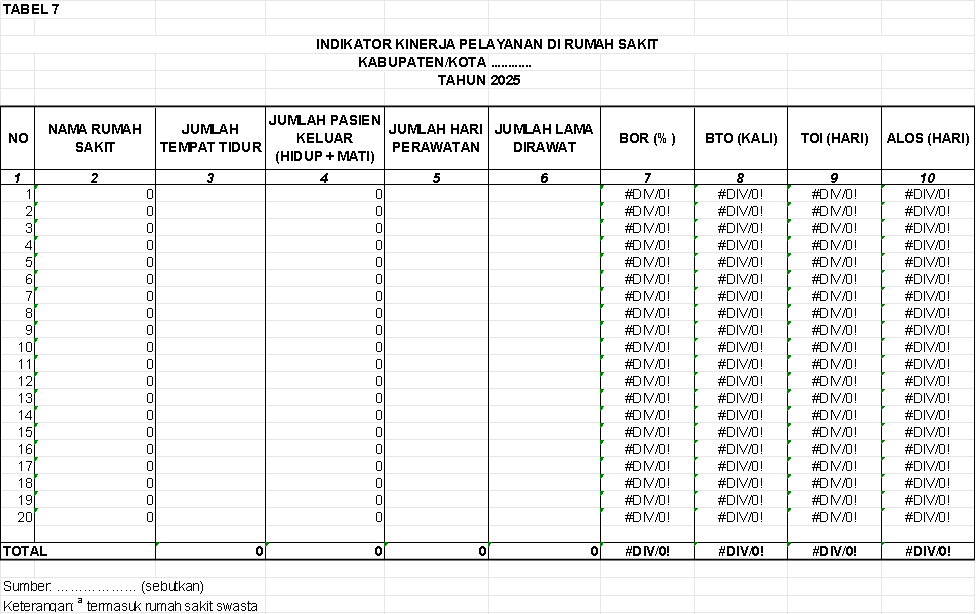 TABEL 7
INDIKATOR KINERJA PELAYANAN DI RUMAH SAKIT
KABUPATEN/KOTA ............
TAHUN 2025
NO NAMA RUMAH SAKIT JUMLAH TEMPAT TIDUR JUMLAH PASIEN KELUAR (HIDUP + MATI) JUMLAH HARI PERAWATAN JUMLAH LAMA DIRAWAT BOR (% ) BTO (KALI) TOI (HARI) ALOS (HARI)
1 2 3 4 5 6 7 8 9 10
1 0 0 #DIV/0! #DIV/0! #DIV/0! #DIV/0!
2 0 0 #DIV/0! #DIV/0! #DIV/0! #DIV/0!
3 0 0 #DIV/0! #DIV/0! #DIV/0! #DIV/0!
4 0 0 #DIV/0! #DIV/0! #DIV/0! #DIV/0!
5 0 0 #DIV/0! #DIV/0! #DIV/0! #DIV/0!
6 0 0 #DIV/0! #DIV/0! #DIV/0! #DIV/0!
7 0 0 #DIV/0! #DIV/0! #DIV/0! #DIV/0!
8 0 0 #DIV/0! #DIV/0! #DIV/0! #DIV/0!
9 0 0 #DIV/0! #DIV/0! #DIV/0! #DIV/0!
10 0 0 #DIV/0! #DIV/0! #DIV/0! #DIV/0!
11 0 0 #DIV/0! #DIV/0! #DIV/0! #DIV/0!
12 0 0 #DIV/0! #DIV/0! #DIV/0! #DIV/0!
13 0 0 #DIV/0! #DIV/0! #DIV/0! #DIV/0!
14 0 0 #DIV/0! #DIV/0! #DIV/0! #DIV/0!
15 0 0 #DIV/0! #DIV/0! #DIV/0! #DIV/0!
16 0 0 #DIV/0! #DIV/0! #DIV/0! #DIV/0!
17 0 0 #DIV/0! #DIV/0! #DIV/0! #DIV/0!
18 0 0 #DIV/0! #DIV/0! #DIV/0! #DIV/0!
19 0 0 #DIV/0! #DIV/0! #DIV/0! #DIV/0!
20 0 0 #DIV/0! #DIV/0! #DIV/0! #DIV/0!
TOTAL 0 0 0 0 #DIV/0! #DIV/0! #DIV/0! #DIV/0!
Sumber: ……………… (sebutkan)
Keterangan: ª termasuk rumah sakit swasta